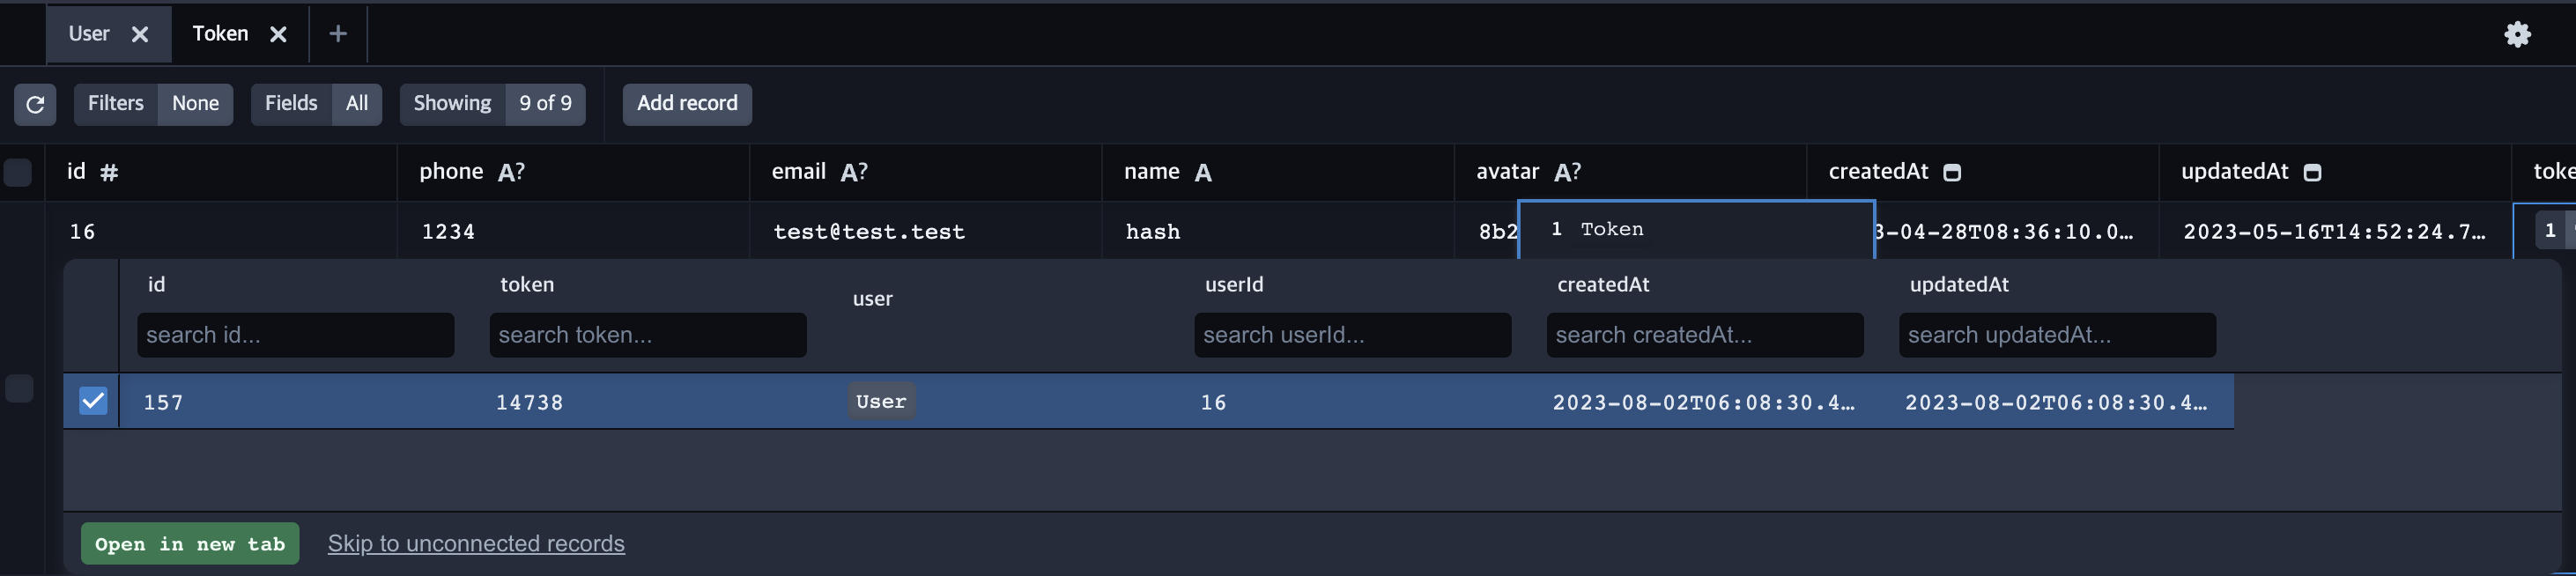 User Token +
Filters None Fields All Showing 9 of 9 Add record
id # phone A? email A? name A avatar A? createdAt updatedAt toke
16 1234 test@test.test hash 8b2 1 Token 3-04-28T08:36:10.0… 2023-05-16T14:52:24.7… 1
id token user userId createdAt updatedAt
search id... search token... search userId... search createdAt... search updatedAt...
157 14738 User 16 2023-08-02T06:08:30.4… 2023-08-02T06:08:30.4…
Open in new tab Skip to unconnected records